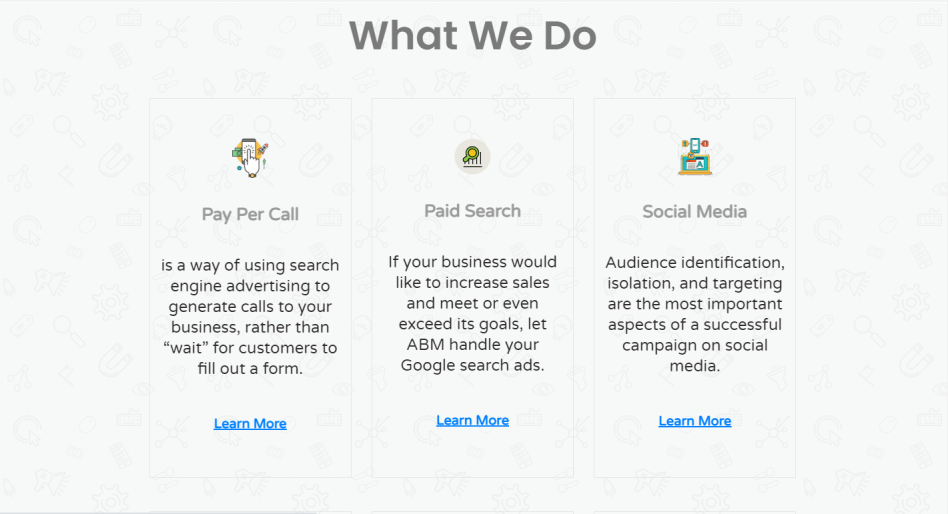 What We Do
Pay Per Call
is a way of using search
engine advertising to
generate calls to your
business, rather than
“wait” for customers to
fill out a form.
Learn More
Paid Search
If your business would
like to increase sales
and meet or even
exceed its goals, let
ABM handle your
Google search ads.
Learn More
Social Media
Audience identification,
isolation, and targeting
are the most important
aspects of a successful
campaign on social
media.
Learn More